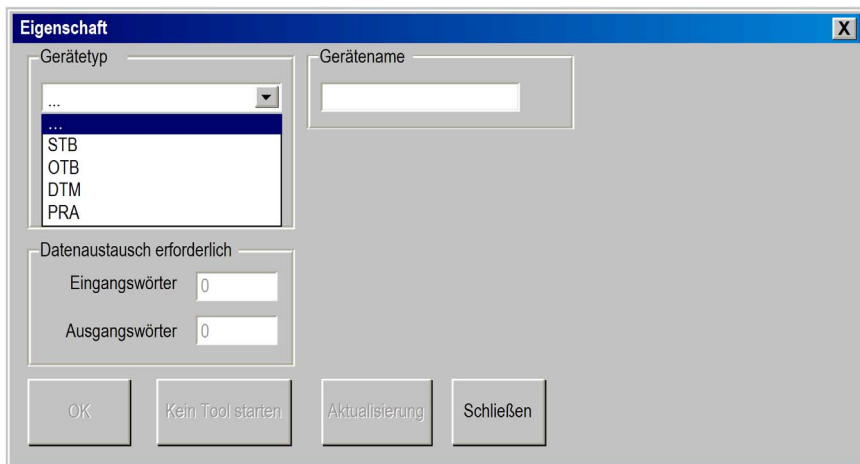 Eigenschaft X
Gerätetyp
...
...
STB
OTB
DTM
PRA
Gerätename
Datenaustausch erforderlich
Eingangswörter 0
Ausgangswörter 0
OK Kein Tool starten Aktualisierung Schließen